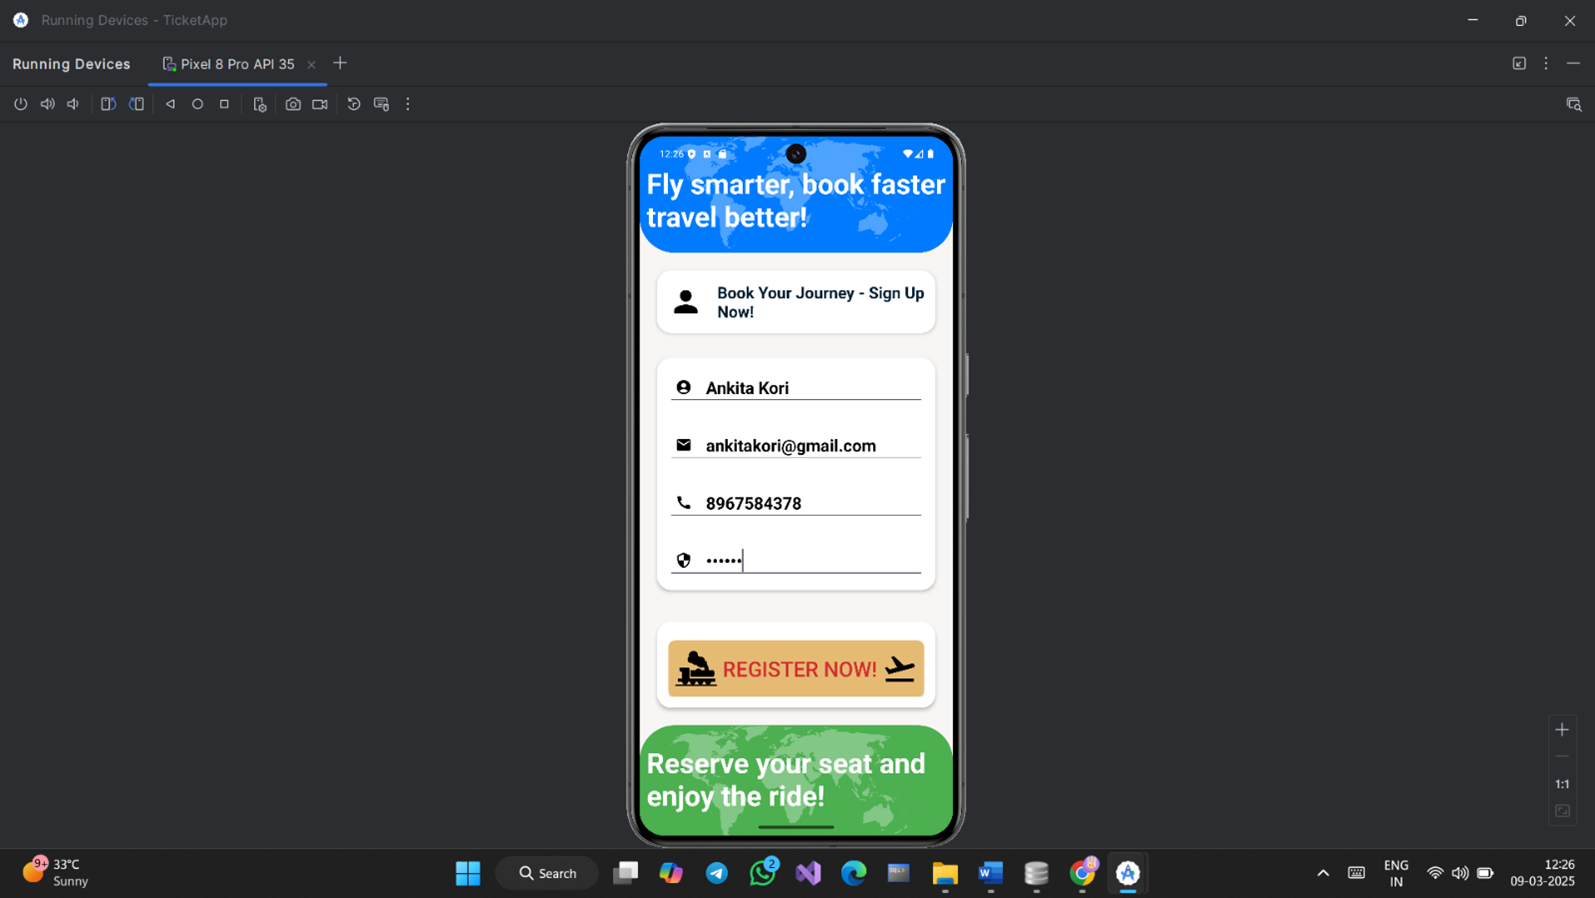 Running Devices - TicketApp
Running Devices
Pixel 8 Pro API 35
12:26
Fly smarter, book faster
travel better!
Book Your Journey - Sign Up
Now!
Ankita Kori
ankitakori@gmail.com
8967584378
••••••
REGISTER NOW!
Reserve your seat and
enjoy the ride!
1:1
9+
33°C
Sunny
Search
2
W
ENG
IN
12:26
09-03-2025